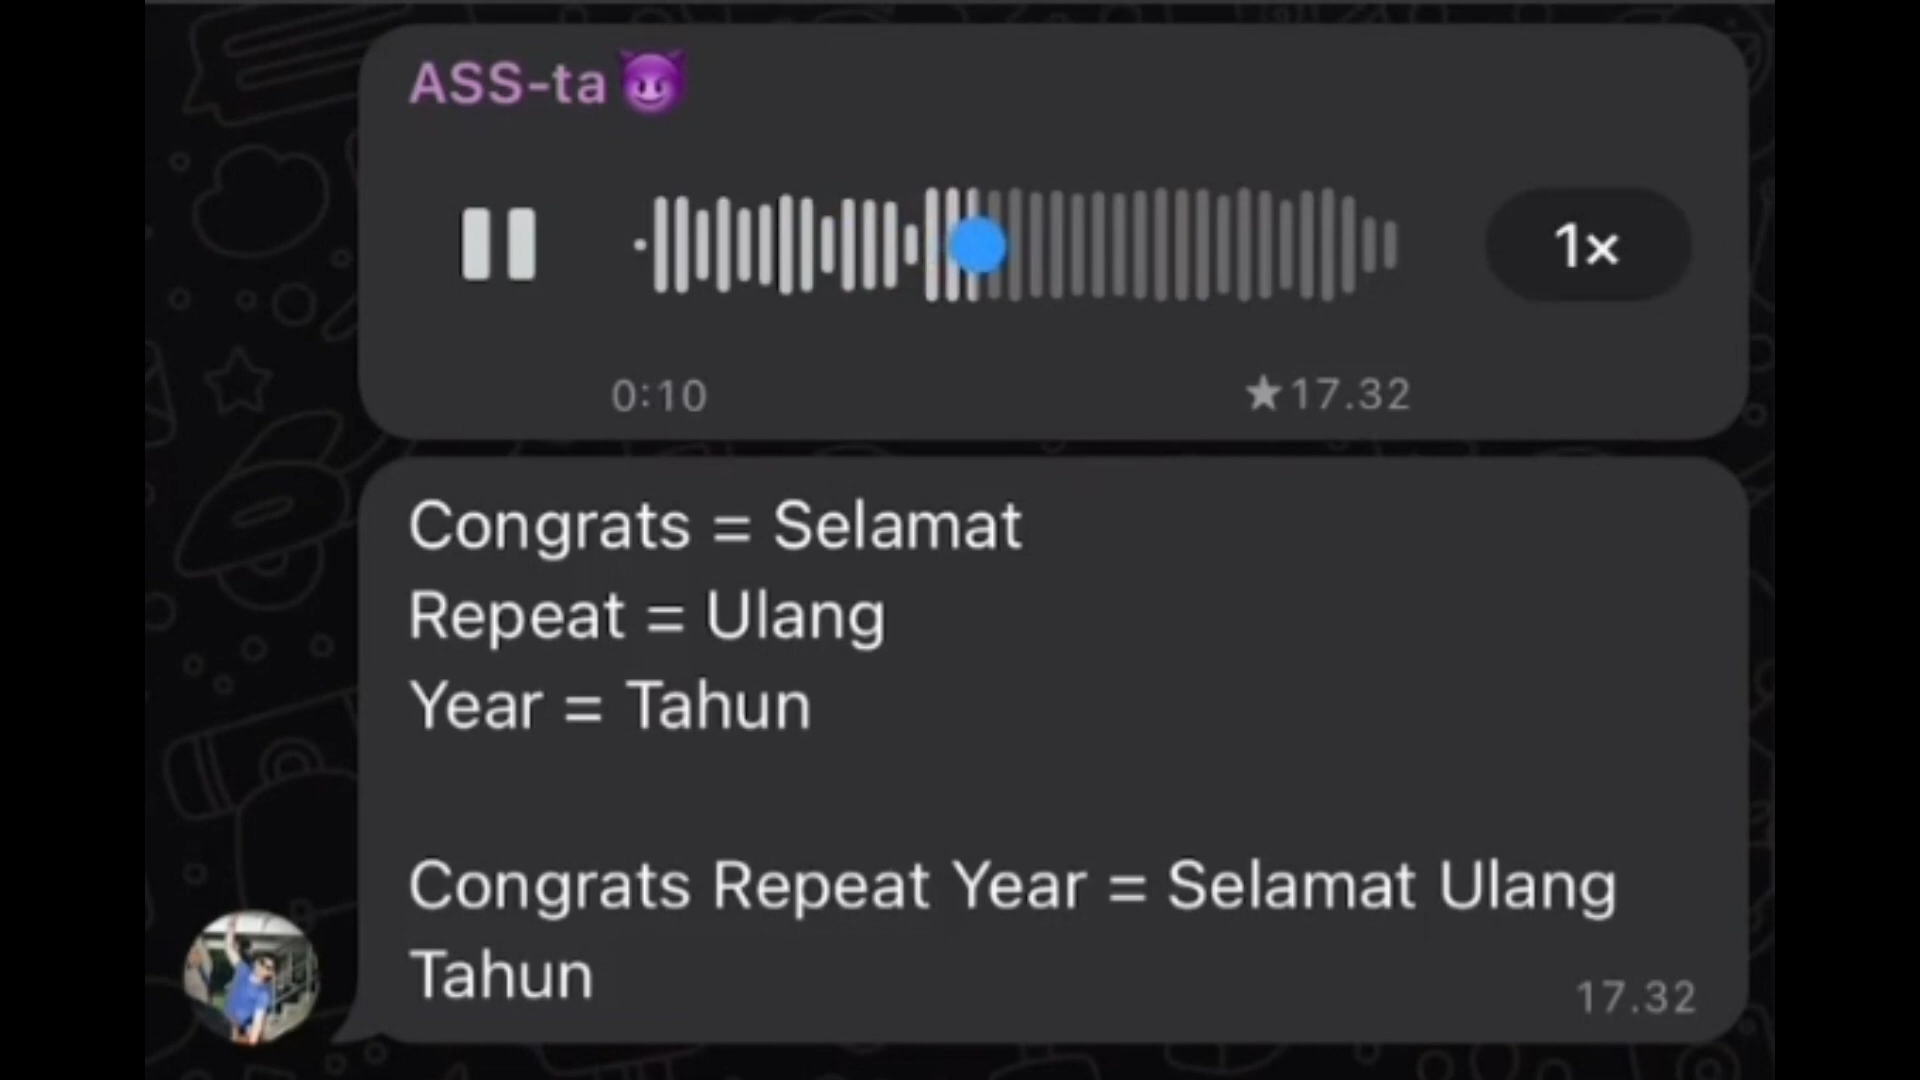 ASS-ta😈
1×
0:10 ★17.32
Congrats = Selamat
Repeat = Ulang
Year = Tahun
Congrats Repeat Year = Selamat Ulang
Tahun
17.32